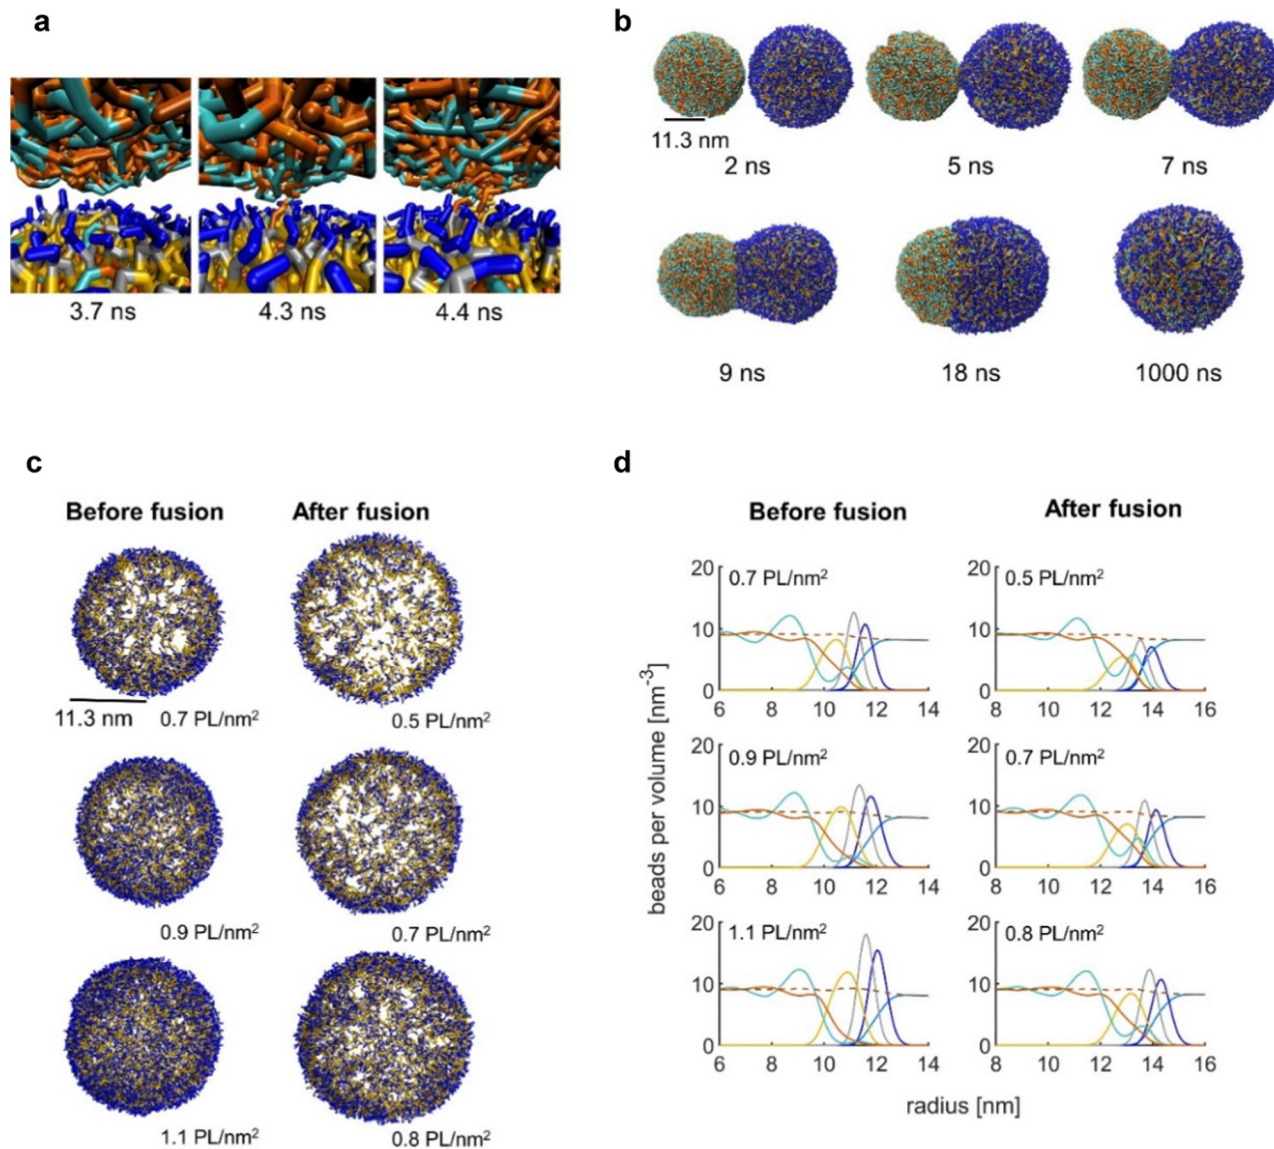 a
3.7 ns
4.3 ns
4.4 ns
b
11.3 nm
2 ns
5 ns
7 ns
9 ns
18 ns
1000 ns
c
Before fusion
After fusion
11.3 nm
0.7 PL/nm²
0.5 PL/nm²
0.9 PL/nm²
0.7 PL/nm²
1.1 PL/nm²
0.8 PL/nm²
d
Before fusion
After fusion
beads per volume [nm⁻³]
20
0.7 PL/nm²
10
0
6 8 10 12 14
20
0.5 PL/nm²
10
0
8 10 12 14 16
20
0.9 PL/nm²
10
0
6 8 10 12 14
20
0.7 PL/nm²
10
0
8 10 12 14 16
20
1.1 PL/nm²
10
0
6 8 10 12 14
20
0.8 PL/nm²
10
0
8 10 12 14 16
radius [nm]